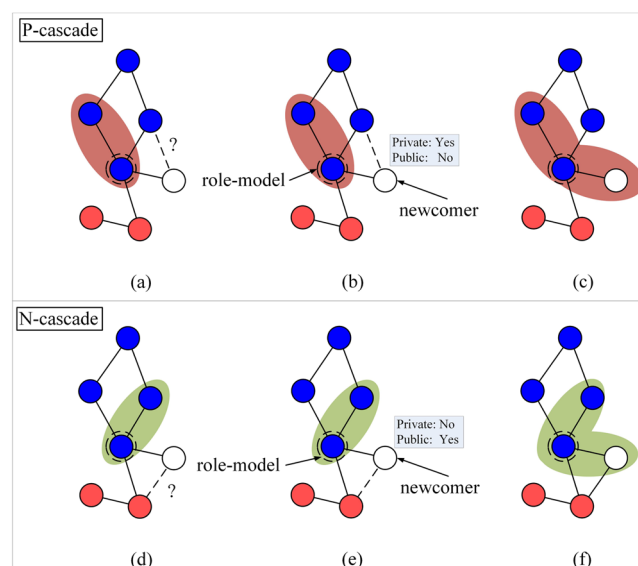 P-cascade
?
Private: Yes
Public: No
role-model
newcomer
(a)
(b)
(c)
N-cascade
Private: No
Public: Yes
role-model
?
newcomer
(d)
(e)
(f)